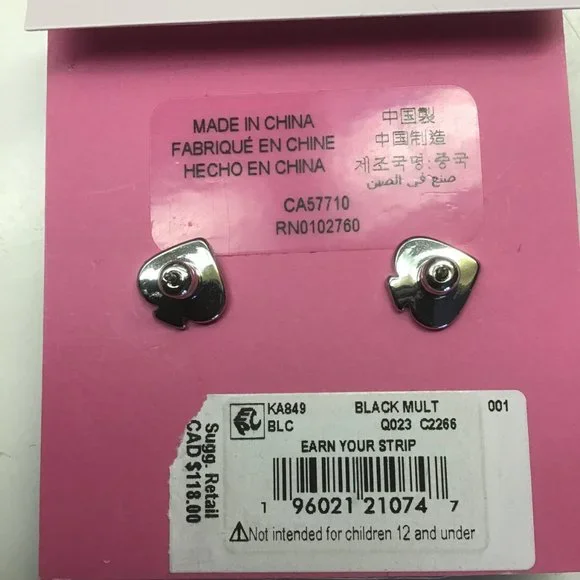 MADE IN CHINA
FABRIQUÉ EN CHINE
HECHO EN CHINA
中国製
中国制造
제조국명:중국
صنع في الصين
CA57710
RN0102760
KA849 BLACK MULT 001
BLC Q023 C2266
EARN YOUR STRIP
1 96021 21074 7
Not intended for children 12 and under
Sugg. Retail
CAD $118.00